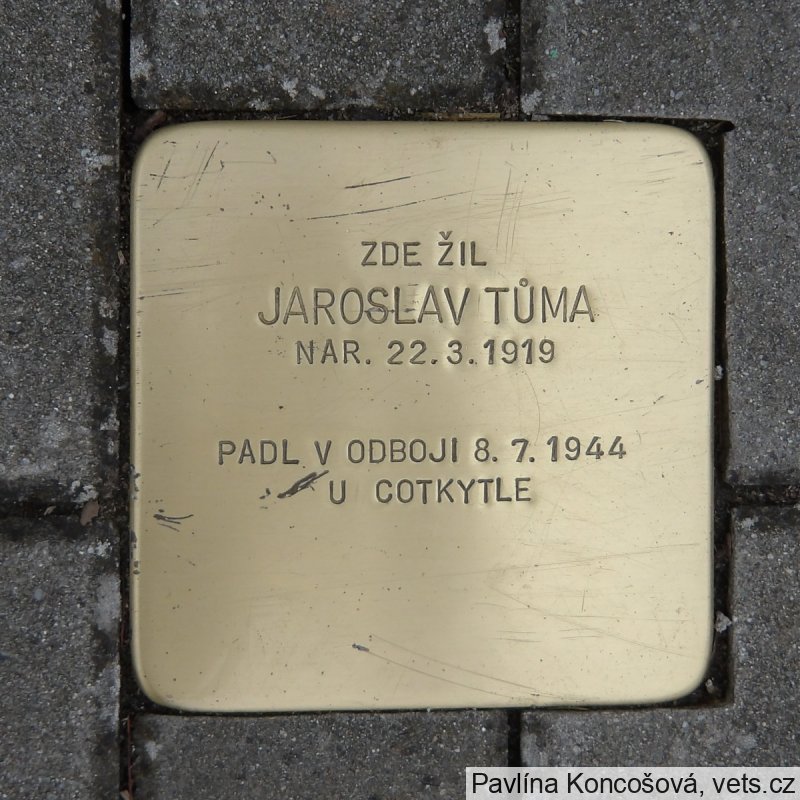 ZDE ŽIL
JAROSLAV TŮMA
NAR. 22.3.1919
PADL V ODBOJI 8.7.1944
U COTKYTLE
Pavlína Koncošová, vets.cz